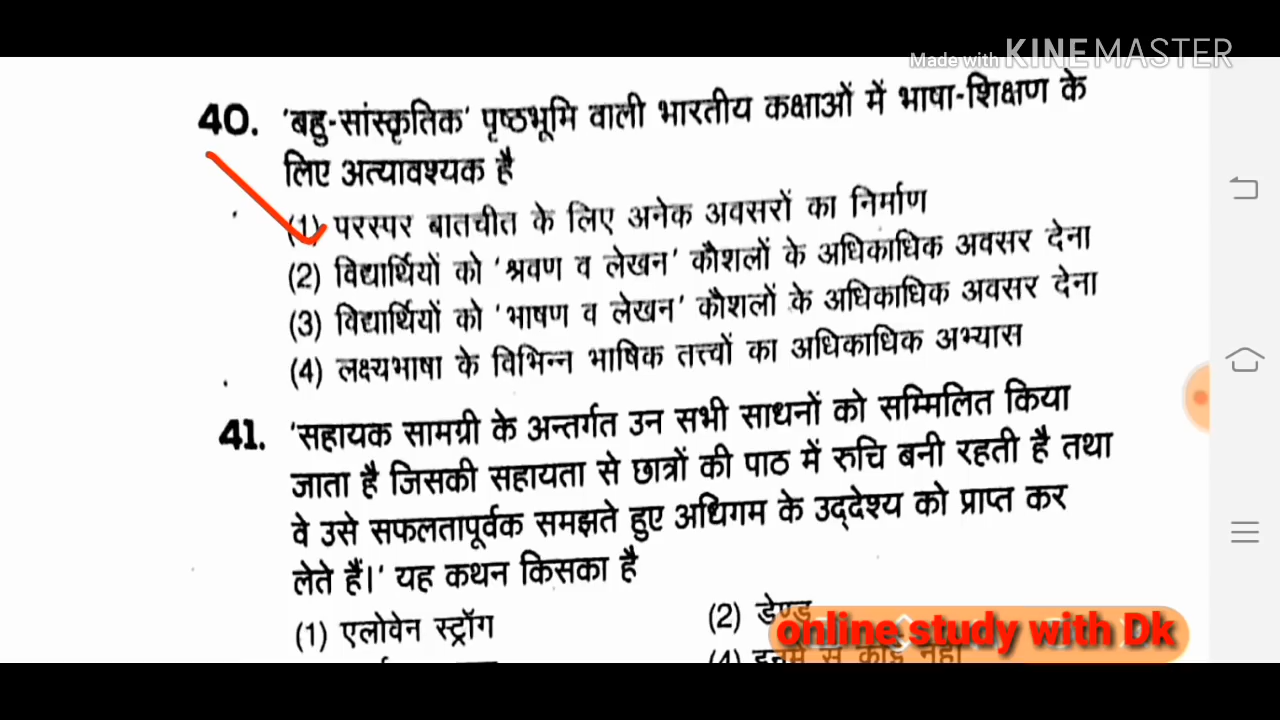 Made with KINEMASTER
40. 'बहु-सांस्कृतिक' पृष्ठभूमि वाली भारतीय कक्षाओं में भाषा-शिक्षण के
लिए अत्यावश्यक है
(1) परस्पर बातचीत के लिए अनेक अवसरों का निर्माण
(2) विद्यार्थियों को 'श्रवण व लेखन' कौशलों के अधिकाधिक अवसर देना
(3) विद्यार्थियों को 'भाषण व लेखन' कौशलों के अधिकाधिक अवसर देना
(4) लक्ष्यभाषा के विभिन्न भाषिक तत्त्वों का अधिकाधिक अभ्यास
41. 'सहायक सामग्री के अन्तर्गत उन सभी साधनों को सम्मिलित किया
जाता है जिसकी सहायता से छात्रों की पाठ में रुचि बनी रहती है तथा
वे उसे सफलतापूर्वक समझते हुए अधिगम के उद्देश्य को प्राप्त कर
लेते हैं।' यह कथन किसका है
(1) एलोवेन स्ट्रॉग (2) डेण्ड
online study with Dk
(4) इनमें से कोई नहीं